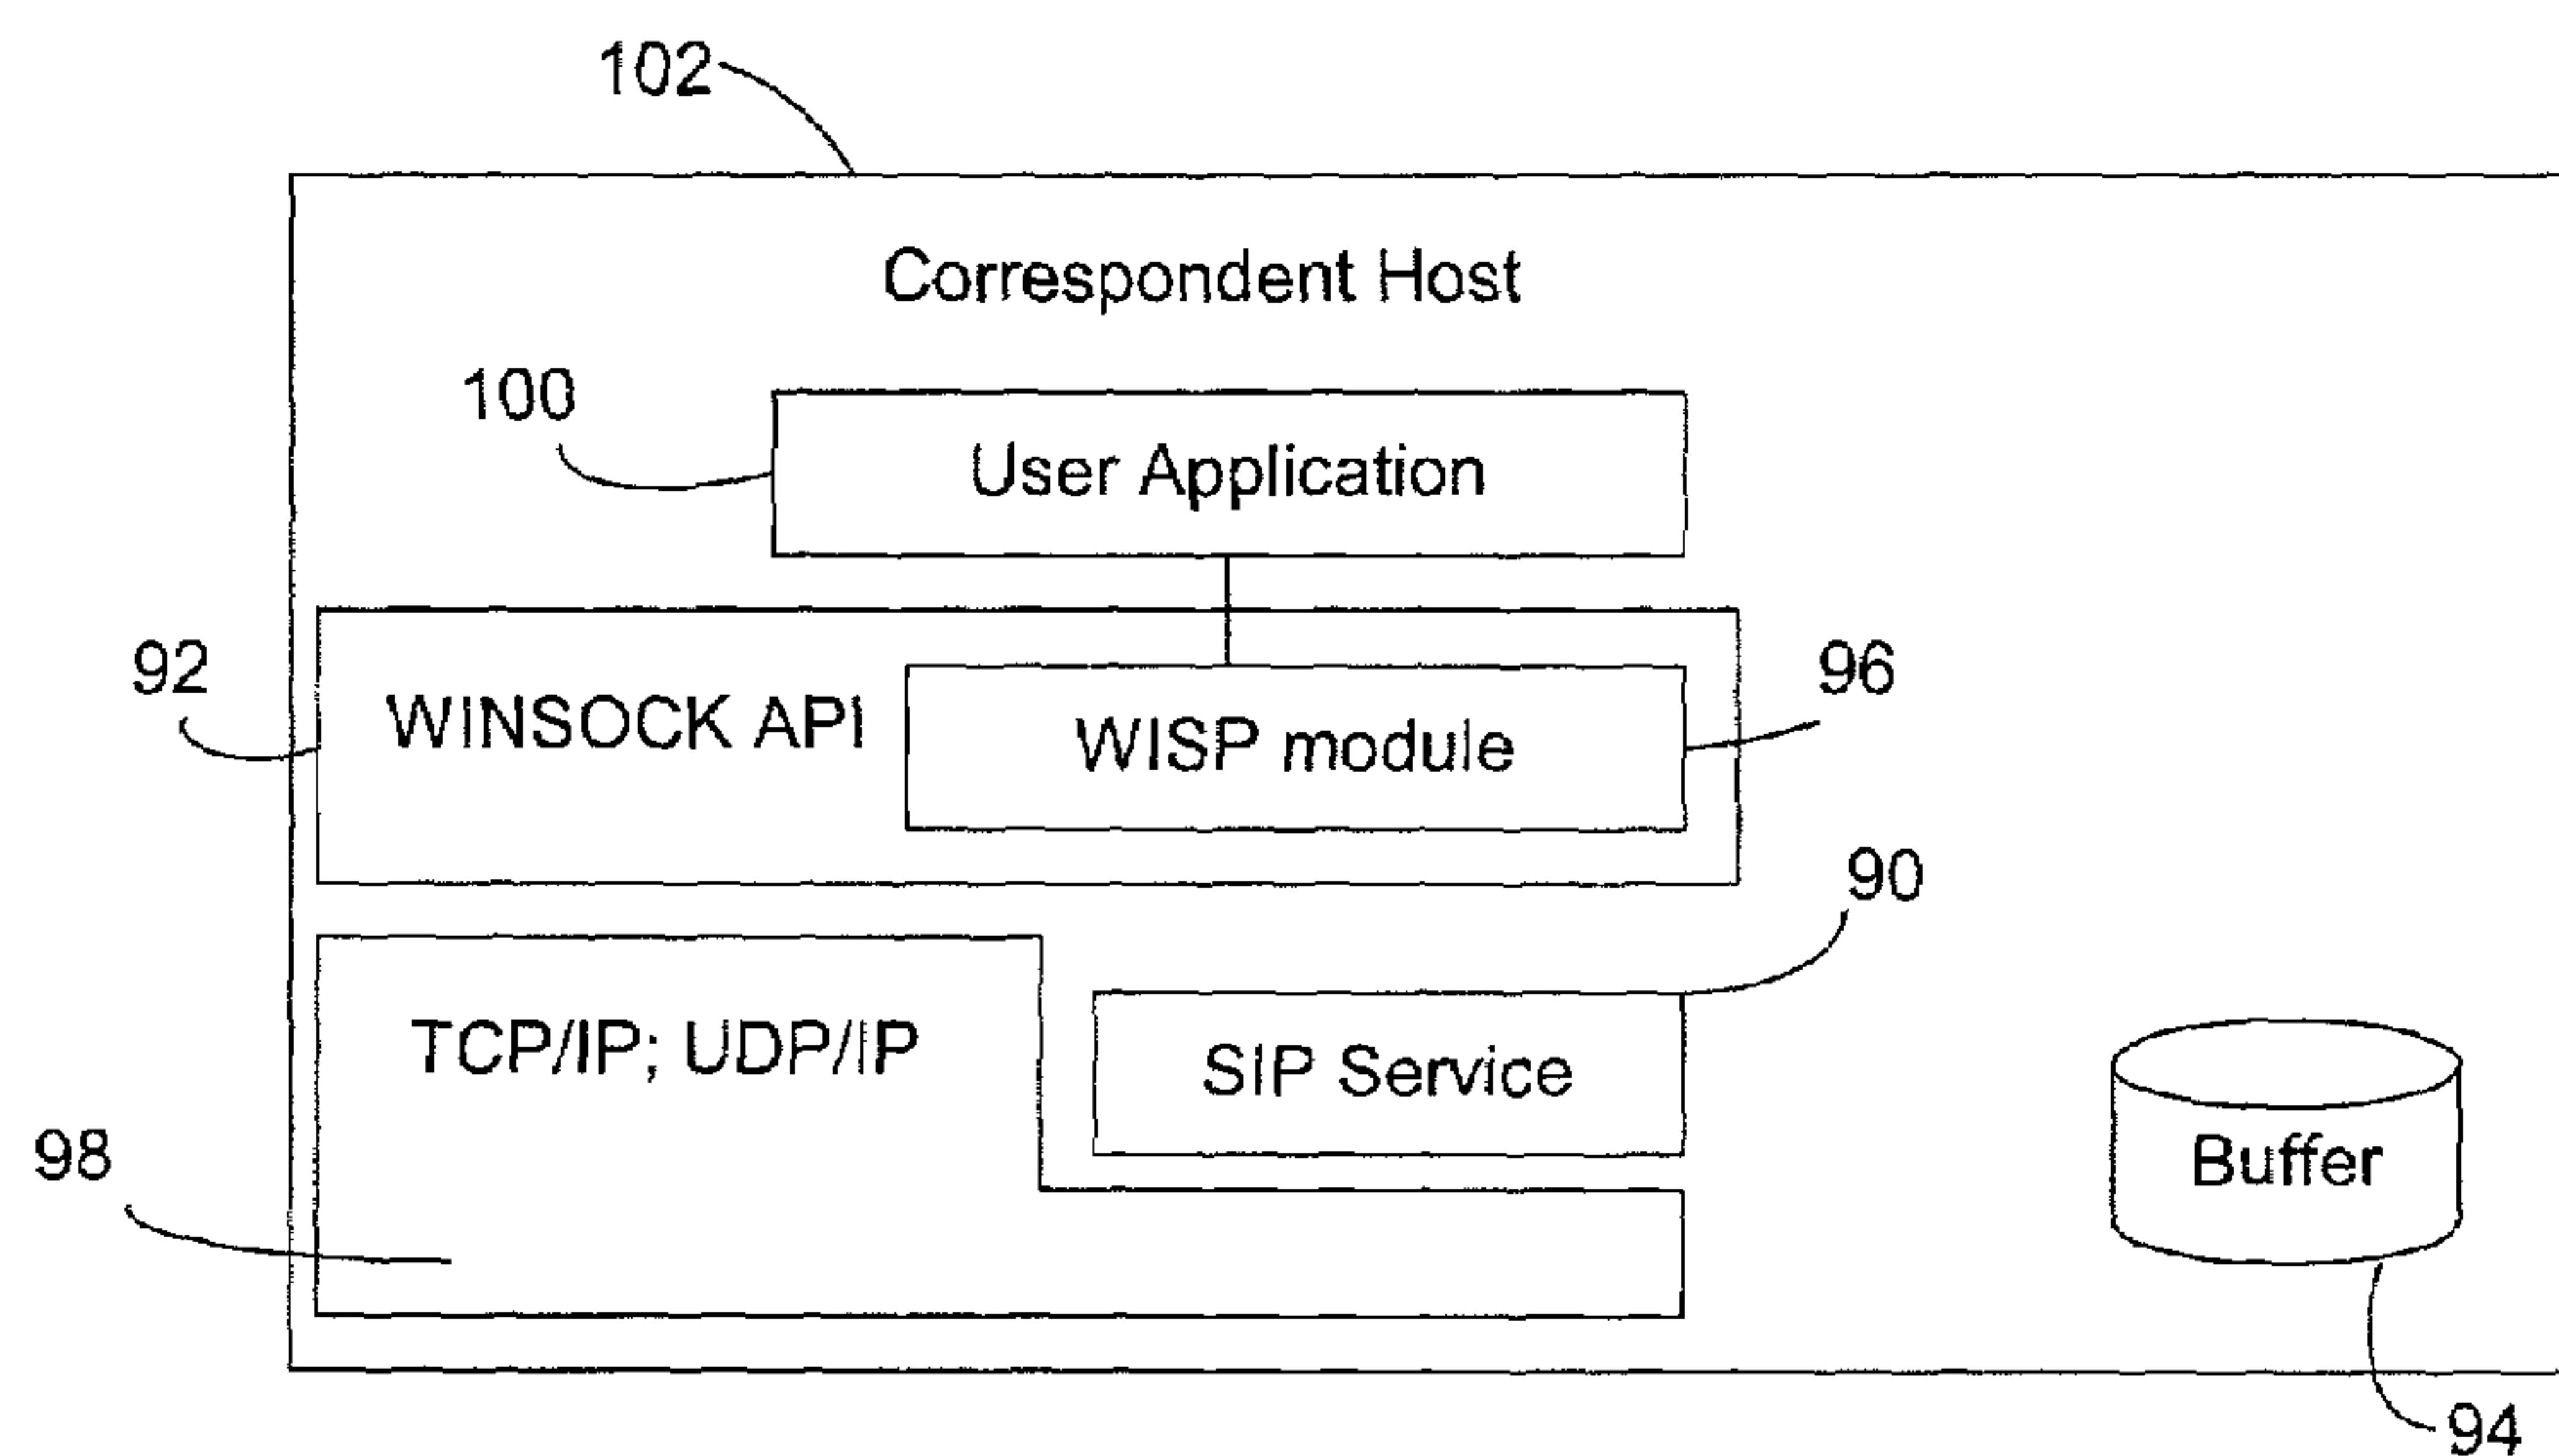 102
Correspondent Host
100
User Application
92
WINSOCK API
WISP module
96
90
TCP/IP; UDP/IP
SIP Service
98
Buffer
94